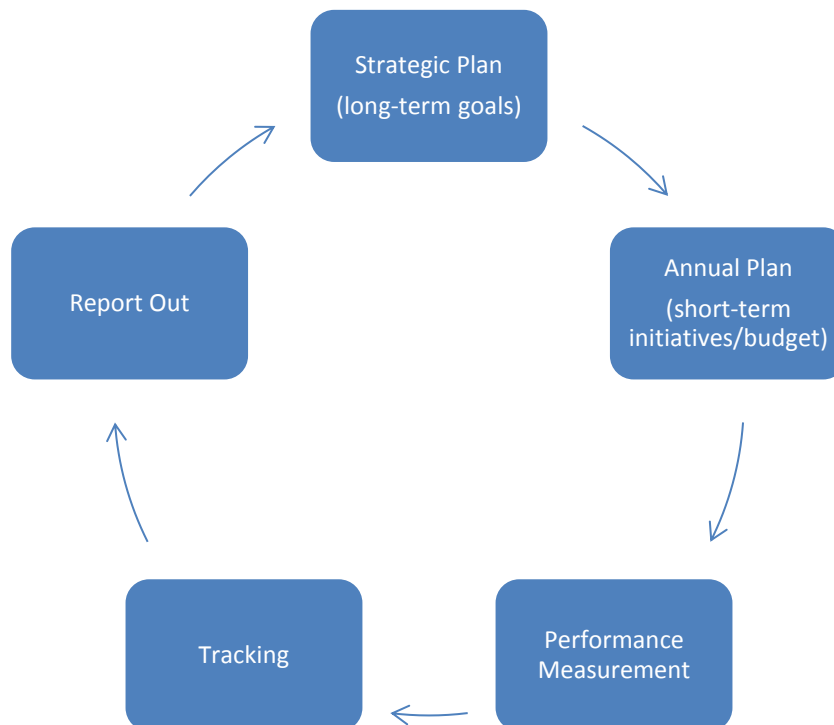 Strategic Plan
(long-term goals)
Annual Plan
(short-term
initiatives/budget)
Performance
Measurement
Tracking
Report Out